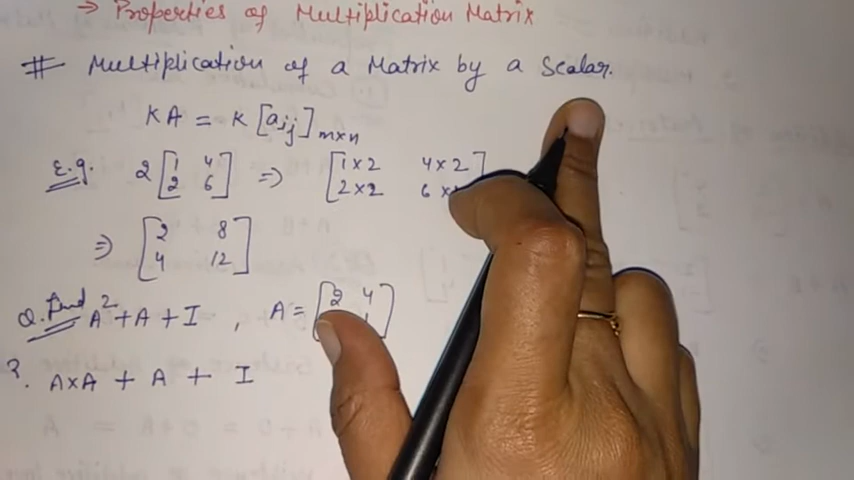 → Properties of Multiplication Matrix
# Multiplication of a Matrix by a Scalar.
KA = K [aij]m×n
E.g. 2 [1 4 ⇒ [1×2 4×2]
2 6] 2×2 6×
⇒ [2 8
4 12]
Q. Find A²+A+I , A = [2 4
?. A×A + A + I